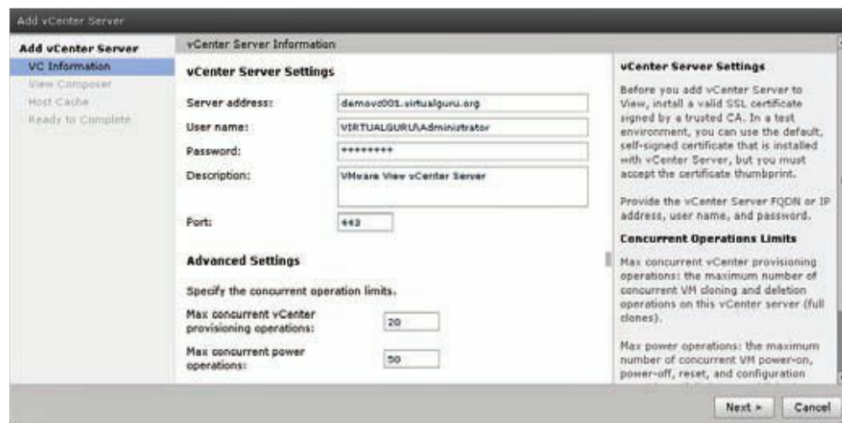 Add vCenter Server
Add vCenter Server
VC Information
View Composer
Host Cache
Ready to Complete
vCenter Server Information
vCenter Server Settings
Server address:
demovc001.virtualguru.org
User name:
VIRTUALGURU\Administrator
Password:
********
Description:
VMware View vCenter Server
Port:
443
Advanced Settings
Specify the concurrent operation limits.
Max concurrent vCenter
provisioning operations:
20
Max concurrent power
operations:
50
vCenter Server Settings
Before you add vCenter Server to
View, install a valid SSL certificate
signed by a trusted CA. In a test
environment, you can use the default,
self-signed certificate that is installed
with vCenter Server, but you must
accept the certificate thumbprint.
Provide the vCenter Server FQDN or IP
address, user name, and password.
Concurrent Operations Limits
Max concurrent vCenter provisioning
operations: the maximum number of
concurrent VM cloning and deletion
operations on this vCenter server (full
clones).
Max power operations: the maximum
number of concurrent VM power-on,
power-off, reset, and configuration
Next >
Cancel